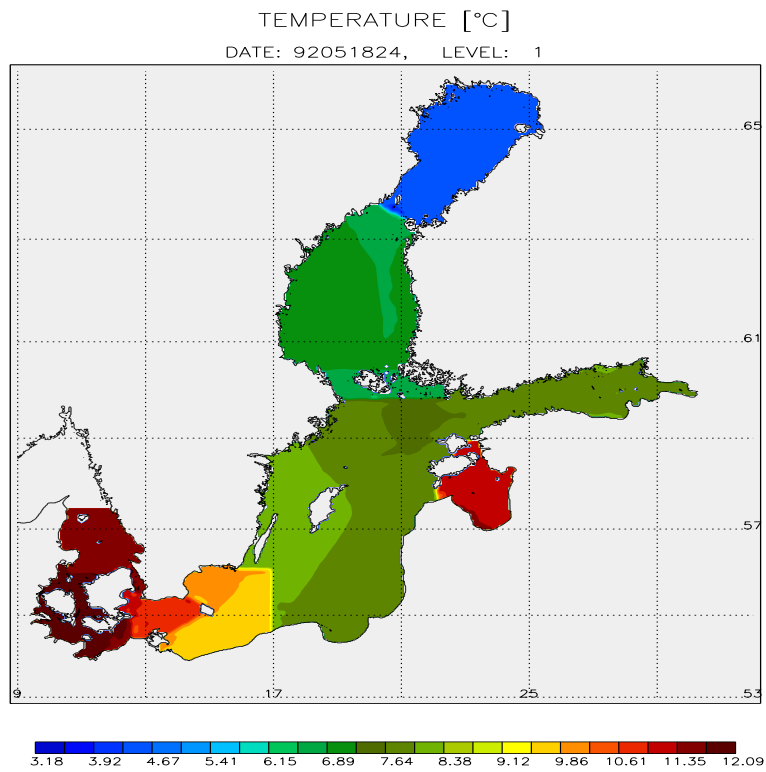 TEMPERATURE [°C]
DATE: 92051824, LEVEL: 1
65
61
57
9 17 25 53
3.18 3.92 4.67 5.41 6.15 6.89 7.64 8.38 9.12 9.86 10.61 11.35 12.09